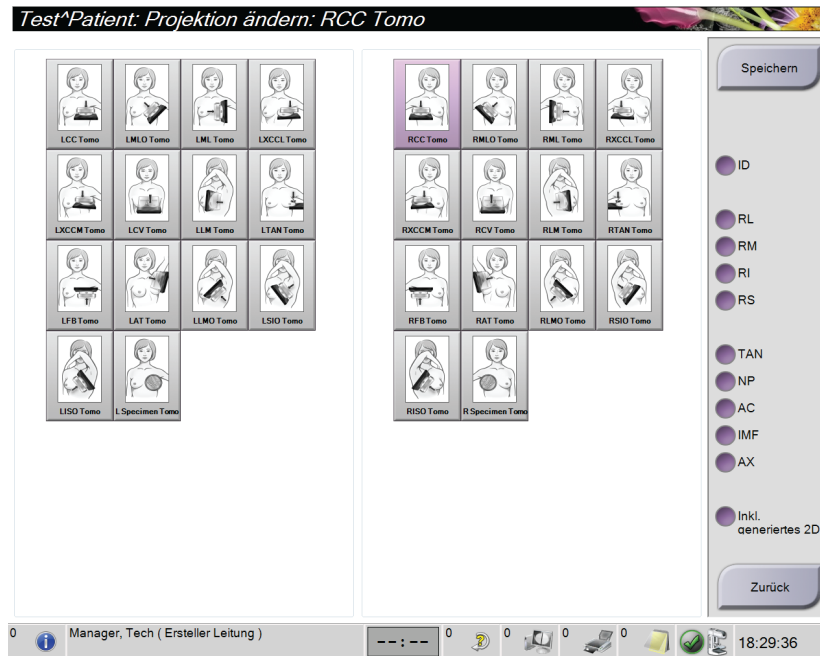 Test^Patient: Projektion ändern: RCC Tomo
LCC Tomo
LMLO Tomo
LML Tomo
LXCCL Tomo
LXCCM Tomo
LCV Tomo
LLM Tomo
LTAN Tomo
LFB Tomo
LAT Tomo
LLMO Tomo
LSIO Tomo
LISO Tomo
L Specimen Tomo
RCC Tomo
RMLO Tomo
RML Tomo
RXCCL Tomo
RXCCM Tomo
RCV Tomo
RLM Tomo
RTAN Tomo
RFB Tomo
RAT Tomo
RLMO Tomo
RSIO Tomo
RISO Tomo
R Specimen Tomo
Speichern
ID
RL
RM
RI
RS
TAN
NP
AC
IMF
AX
Inkl.
generiertes 2D
Zurück
0
Manager, Tech ( Ersteller Leitung )
--:--
0
0
0
0
18:29:36